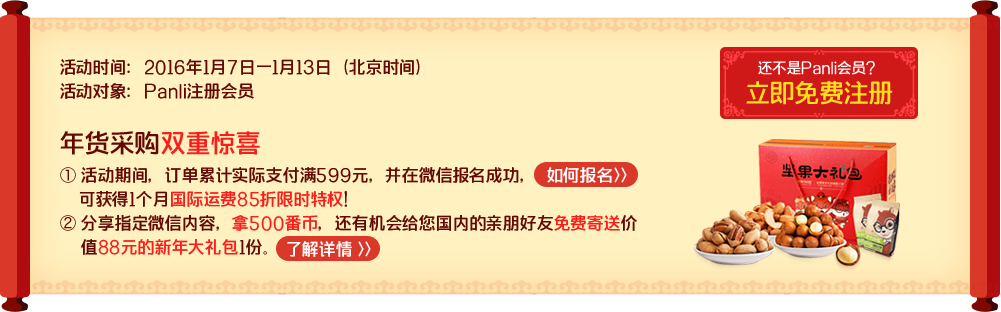 活动时间：2016年1月7日—1月13日（北京时间）
活动对象：Panli注册会员
还不是Panli会员？
立即免费注册
年货采购双重惊喜
① 活动期间，订单累计实际支付满599元，并在微信报名成功， 如何报名>>
可获得1个月国际运费85折限时特权!
② 分享指定微信内容，拿500番币，还有机会给您国内的亲朋好友免费寄送价
值88元的新年大礼包1份。 了解详情 >>
坚果大礼包